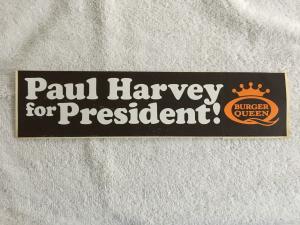 Paul Harvey
for President!
BURGER
QUEEN